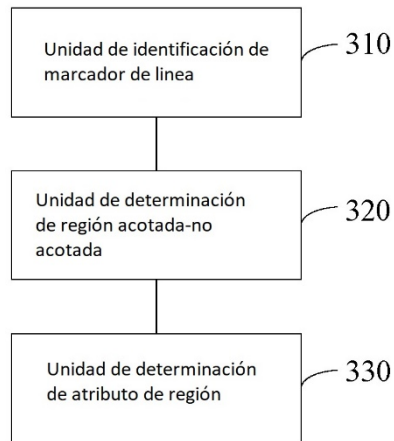 Unidad de identificación de
marcador de linea
310
Unidad de determinación
de región acotada-no
acotada
320
Unidad de determinación
de atributo de región
330